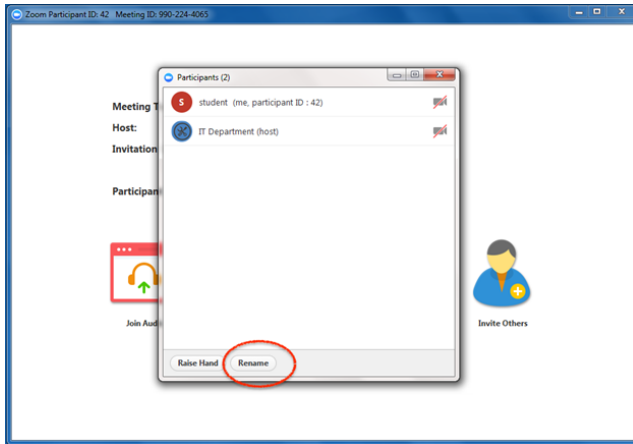 Zoom Participant ID: 42 Meeting ID: 990-224-4065
Participants (2)
S student (me, participant ID : 42)
IT Department (host)
Meeting T
Host:
Invitation
Participan
Join Aud
Invite Others
Raise Hand Rename